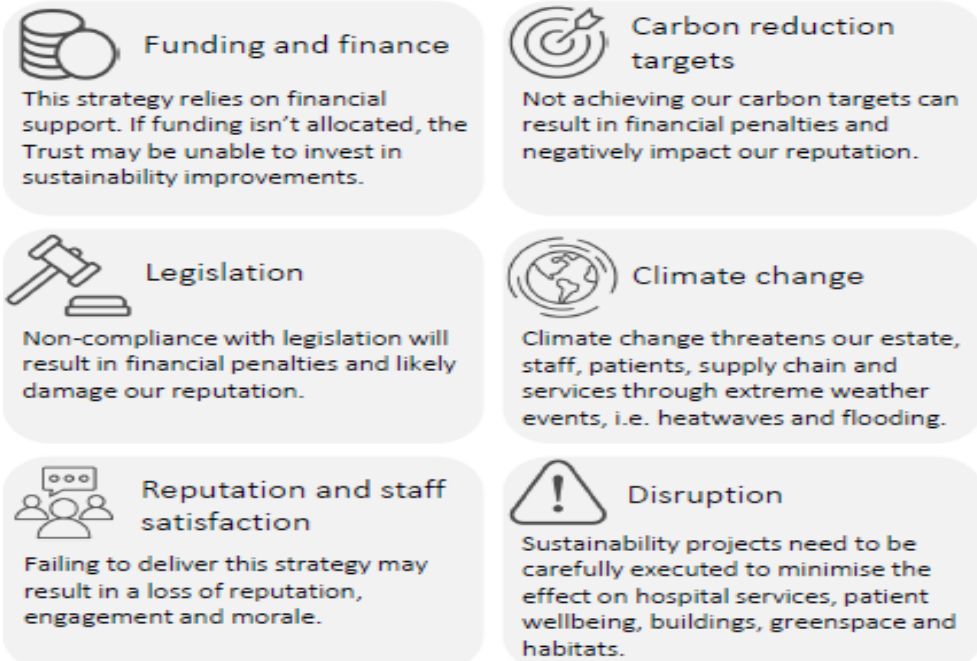 Funding and finance
This strategy relies on financial
support. If funding isn't allocated, the
Trust may be unable to invest in
sustainability improvements.
Carbon reduction
targets
Not achieving our carbon targets can
result in financial penalties and
negatively impact our reputation.
Legislation
Non-compliance with legislation will
result in financial penalties and likely
damage our reputation.
Climate change
Climate change threatens our estate,
staff, patients, supply chain and
services through extreme weather
events, i.e. heatwaves and flooding.
Reputation and staff
satisfaction
Failing to deliver this strategy may
result in a loss of reputation,
engagement and morale.
Disruption
Sustainability projects need to be
carefully executed to minimise the
effect on hospital services, patient
wellbeing, buildings, greenspace and
habitats.